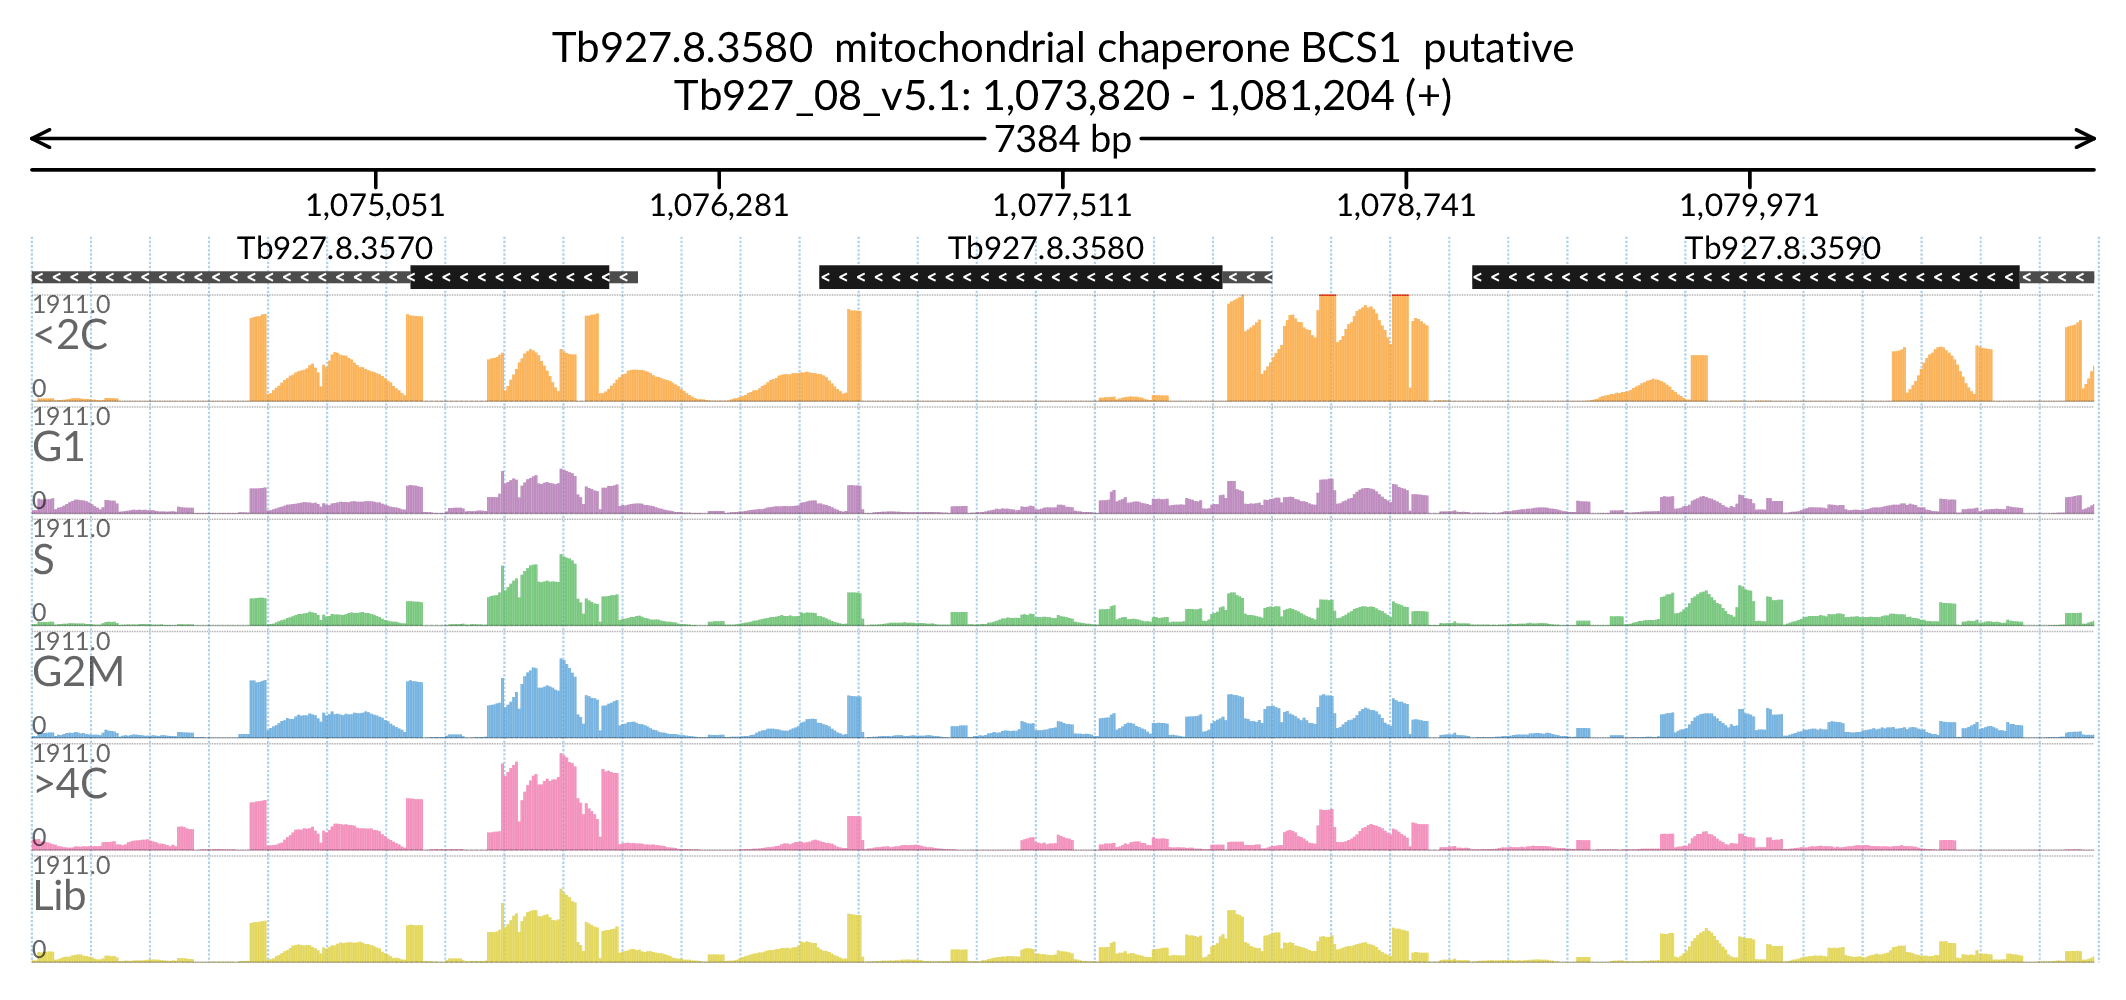 Tb927.8.3580  mitochondrial chaperone BCS1  putative
Tb927_08_v5.1: 1,073,820 - 1,081,204 (+)
7384 bp
1,075,051 1,076,281 1,077,511 1,078,741 1,079,971
Tb927.8.3570 Tb927.8.3580 Tb927.8.3590
1911.0
<2C
0
1911.0
G1
0
1911.0
S
0
1911.0
G2M
0
1911.0
>4C
0
1911.0
Lib
0